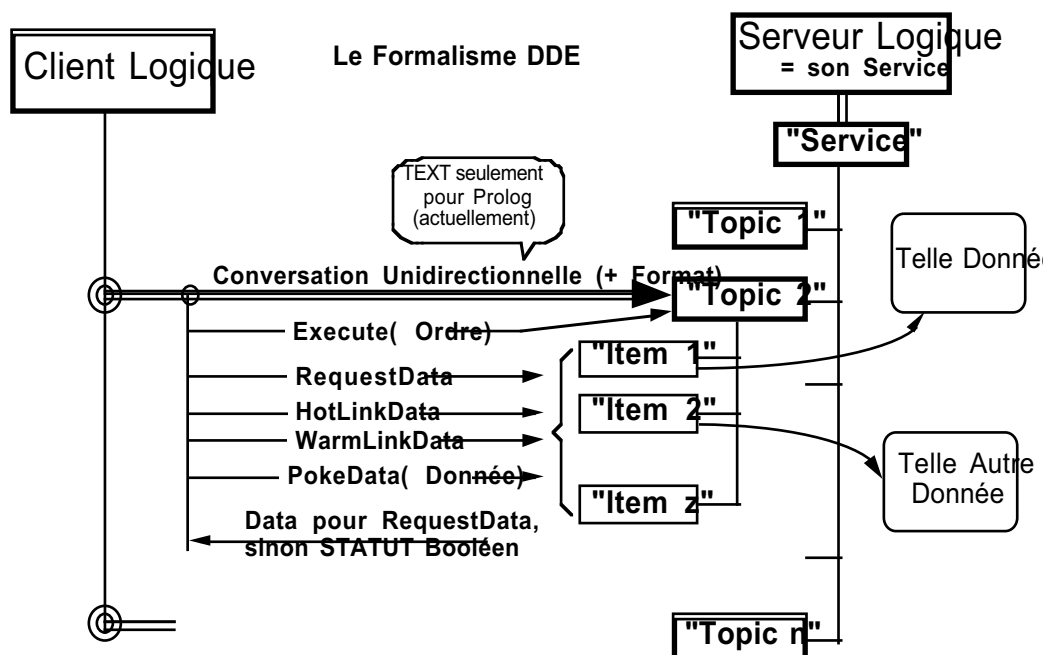 Client Logique
Le Formalisme DDE
Serveur Logique
= son Service
"Service"
TEXT seulement
pour Prolog
(actuellement)
"Topic 1"
Telle Donné
Conversation Unidirectionnelle (+ Format)
"Topic 2"
Execute( Ordre)
"Item 1"
RequestData
HotLinkData
"Item 2"
WarmLinkData
PokeData( Donnée)
Telle Autre
Donnée
"Item z"
Data pour RequestData,
sinon STATUT Booléen
"Topic n"